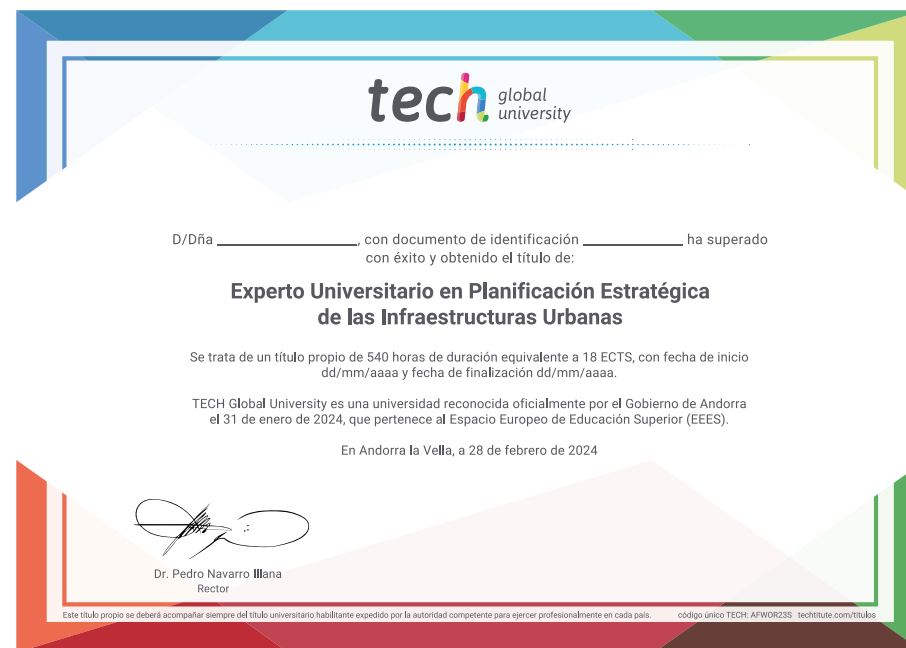 tech global university
D/Dña ____________________, con documento de identificación ______________ ha superado
con éxito y obtenido el título de:
Experto Universitario en Planificación Estratégica
de las Infraestructuras Urbanas
Se trata de un título propio de 540 horas de duración equivalente a 18 ECTS, con fecha de inicio
dd/mm/aaaa y fecha de finalización dd/mm/aaaa.
TECH Global University es una universidad reconocida oficialmente por el Gobierno de Andorra
el 31 de enero de 2024, que pertenece al Espacio Europeo de Educación Superior (EEES).
En Andorra la Vella, a 28 de febrero de 2024
Dr. Pedro Navarro Illana
Rector
Este título propio se deberá acompañar siempre del título universitario habilitante expedido por la autoridad competente para ejercer profesionalmente en cada país. código único TECH: AFWOR23S techtitute.com/titulos